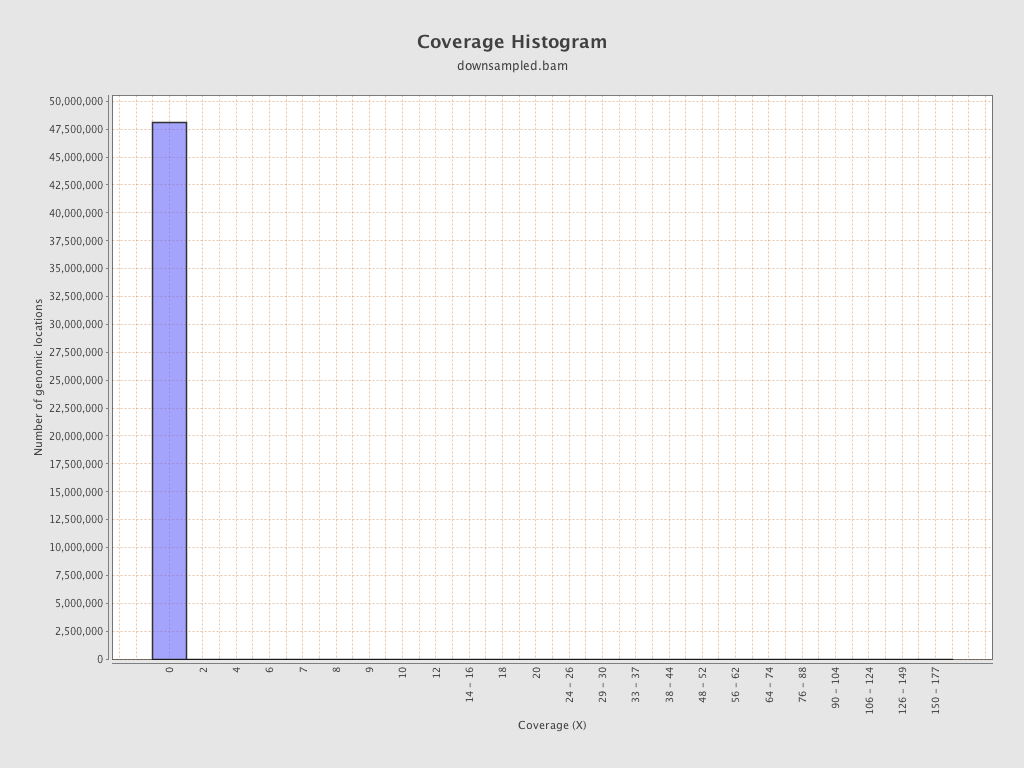 Coverage Histogram
downsampled.bam
50,000,000
47,500,000
45,000,000
42,500,000
40,000,000
37,500,000
35,000,000
32,500,000
30,000,000
27,500,000
25,000,000
22,500,000
20,000,000
17,500,000
15,000,000
12,500,000
10,000,000
7,500,000
5,000,000
2,500,000
0
Number of genomic locations
0
2
4
6
7
8
9
10
12
14 - 16
18
20
24 - 26
29 - 30
33 - 37
38 - 44
48 - 52
56 - 62
64 - 74
76 - 88
90 - 104
106 - 124
126 - 149
150 - 177
Coverage (X)